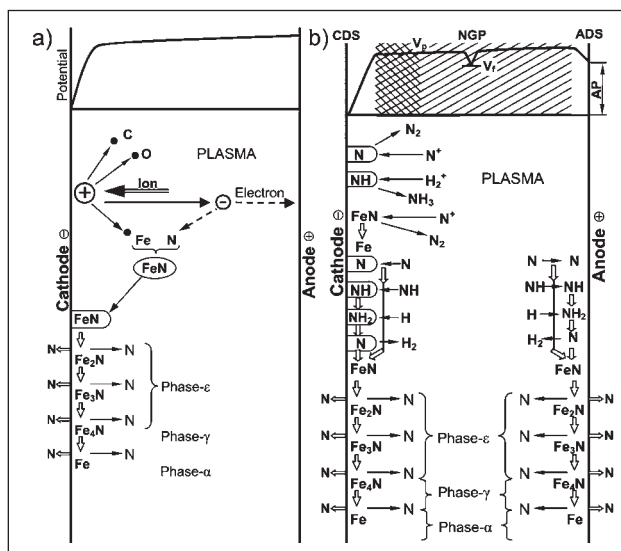 a)
Potential
C
O
PLASMA
+
Ion
−
Electron
Fe N
FeN
Cathode ⊖
Anode ⊕
FeN
N N
Fe₂N
N N
Fe₃N
Phase-ε
N N
Fe₄N
Phase-γ
N N
Fe
Phase-α
b)
CDS NGP ADS
Vp
Vf
AP
N₂
N N⁺
NH H₂⁺
NH₃
PLASMA
FeN N⁺
N₂
Fe
Cathode ⊖
Anode ⊕
N N
NH NH
NH₂ H
N H₂
FeN
N N
NH NH
H NH₂
H₂ N
FeN
N N N N
Fe₂N Fe₂N
N N Phase-ε N N
Fe₃N Fe₃N
N N N N
Fe₄N Phase-γ Fe₄N
N N N N
Fe Phase-α Fe